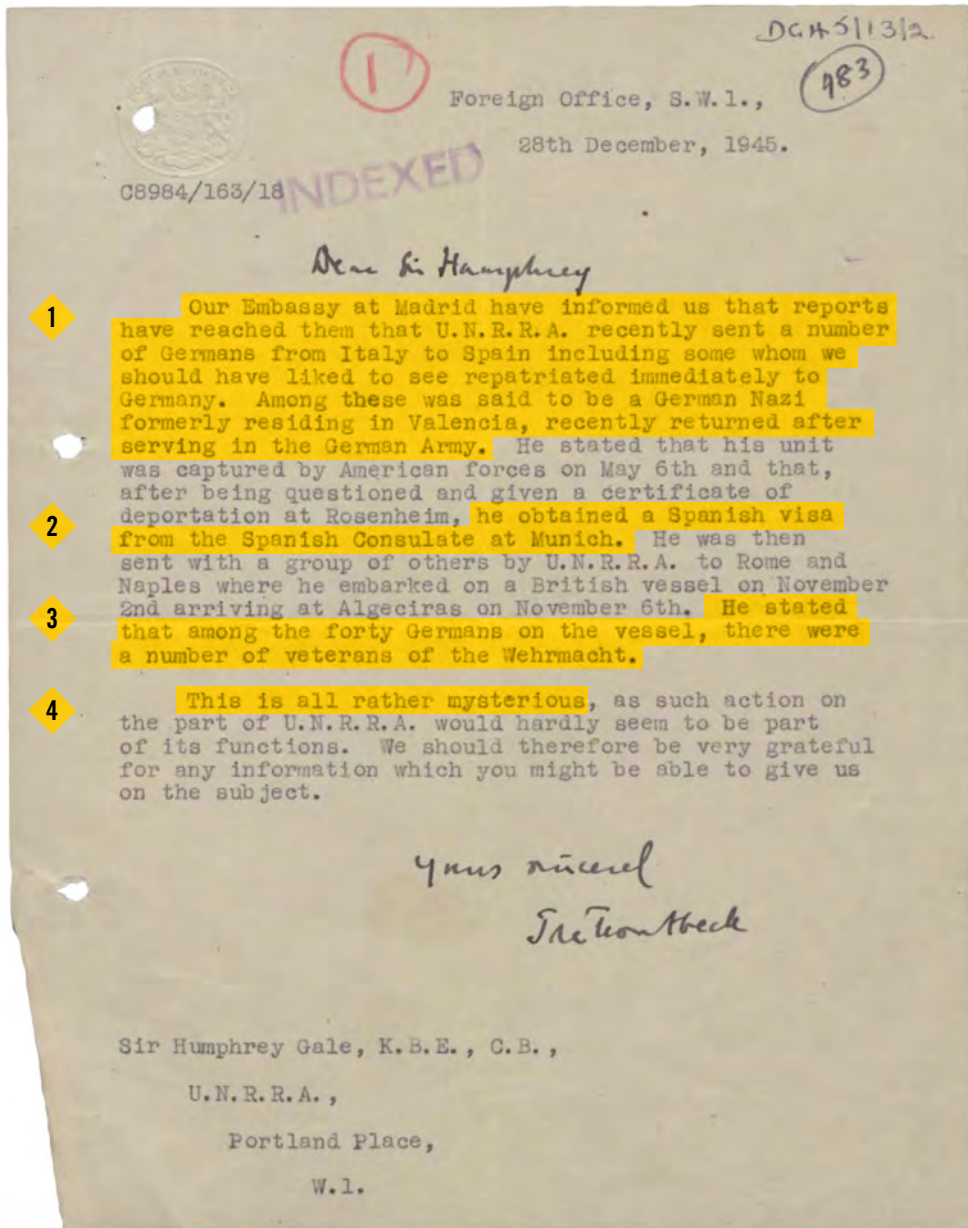 DGHS/13/2
1
983
Foreign Office, S.W.1.,
28th December, 1945.
C8984/163/18
INDEXED
Dear Sir Humphrey
1
Our Embassy at Madrid have informed us that reports
have reached them that U.N.R.R.A. recently sent a number
of Germans from Italy to Spain including some whom we
should have liked to see repatriated immediately to
Germany. Among these was said to be a German Nazi
formerly residing in Valencia, recently returned after
serving in the German Army. He stated that his unit
was captured by American forces on May 6th and that,
after being questioned and given a certificate of
2
deportation at Rosenheim, he obtained a Spanish visa
from the Spanish Consulate at Munich. He was then
sent with a group of others by U.N.R.R.A. to Rome and
Naples where he embarked on a British vessel on November
3
2nd arriving at Algeciras on November 6th. He stated
that among the forty Germans on the vessel, there were
a number of veterans of the Wehrmacht.
4
This is all rather mysterious, as such action on
the part of U.N.R.R.A. would hardly seem to be part
of its functions. We should therefore be very grateful
for any information which you might be able to give us
on the subject.
Yours sincerel
Sir Humphrey Gale, K.B.E., C.B.,
U.N.R.R.A.,
Portland Place,
W.1.